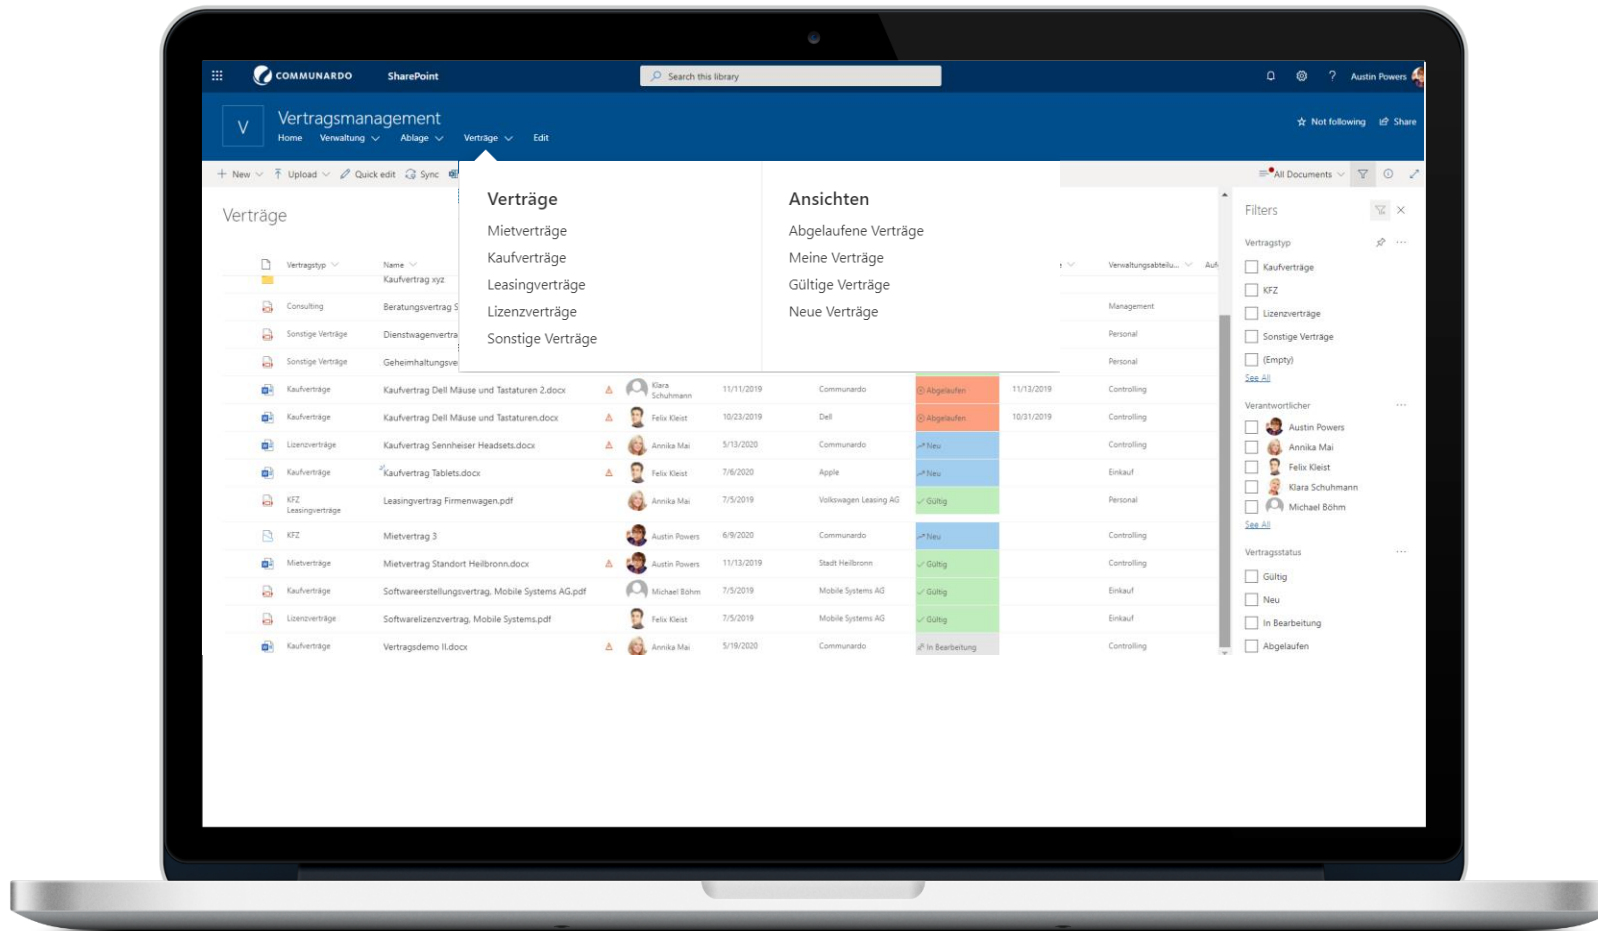 COMMUNARDO SharePoint Search this library ? Austin Powers
V Vertragsmanagement
Home Verwaltung Ablage Verträge Edit
Not following Share
New Upload Quick edit Sync All Documents
Verträge
Verträge
Mietverträge
Kaufverträge
Leasingverträge
Lizenzverträge
Sonstige Verträge
Ansichten
Abgelaufene Verträge
Meine Verträge
Gültige Verträge
Neue Verträge
Vertragstyp Name Verwaltungsabteilu... Auf
Kaufvertrag xyz
Consulting Beratungsvertrag S Management
Sonstige Verträge Dienstwagenvertra Personal
Sonstige Verträge Geheimhaltungsve Personal
Kaufverträge Kaufvertrag Dell Mäuse und Tastaturen 2.docx Klara Schuhmann 11/11/2019 Communardo Abgelaufen 11/13/2019 Controlling
Kaufverträge Kaufvertrag Dell Mäuse und Tastaturen.docx Felix Kleist 10/23/2019 Dell Abgelaufen 10/31/2019 Controlling
Lizenzverträge Kaufvertrag Sennheiser Headsets.docx Annika Mai 5/13/2020 Communardo Neu Controlling
Kaufverträge Kaufvertrag Tablets.docx Felix Kleist 7/6/2020 Apple Neu Einkauf
KFZ Leasingverträge Leasingvertrag Firmenwagen.pdf Annika Mai 7/5/2019 Volkswagen Leasing AG Gültig Personal
KFZ Mietvertrag 3 Austin Powers 6/9/2020 Communardo Neu Controlling
Mietverträge Mietvertrag Standort Heilbronn.docx Austin Powers 11/13/2019 Stadt Heilbronn Gültig Controlling
Kaufverträge Softwareerstellungsvertrag, Mobile Systems AG.pdf Michael Böhm 7/5/2019 Mobile Systems AG Gültig Einkauf
Lizenzverträge Softwarelizenzvertrag, Mobile Systems.pdf Felix Kleist 7/5/2019 Mobile Systems AG Gültig Einkauf
Kaufverträge Vertragsdemo II.docx Annika Mai 5/19/2020 Communardo In Bearbeitung Controlling
Filters
Vertragstyp
Kaufverträge
KFZ
Lizenzverträge
Sonstige Verträge
(Empty)
See All
Verantwortlicher
Austin Powers
Annika Mai
Felix Kleist
Klara Schuhmann
Michael Böhm
See All
Vertragsstatus
Gültig
Neu
In Bearbeitung
Abgelaufen